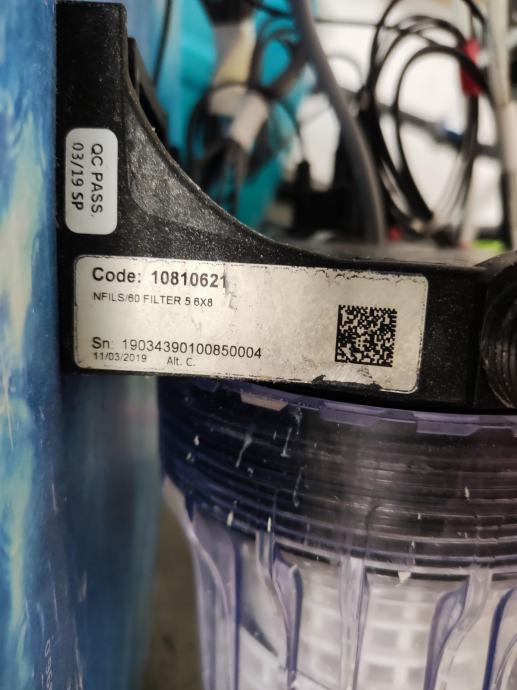 QC PASS.
03/19 SP
Code: 10810621
NFILS/60 FILTER 5 6X8
Sn: 19034390100850004
11/03/2019 Alt. C.